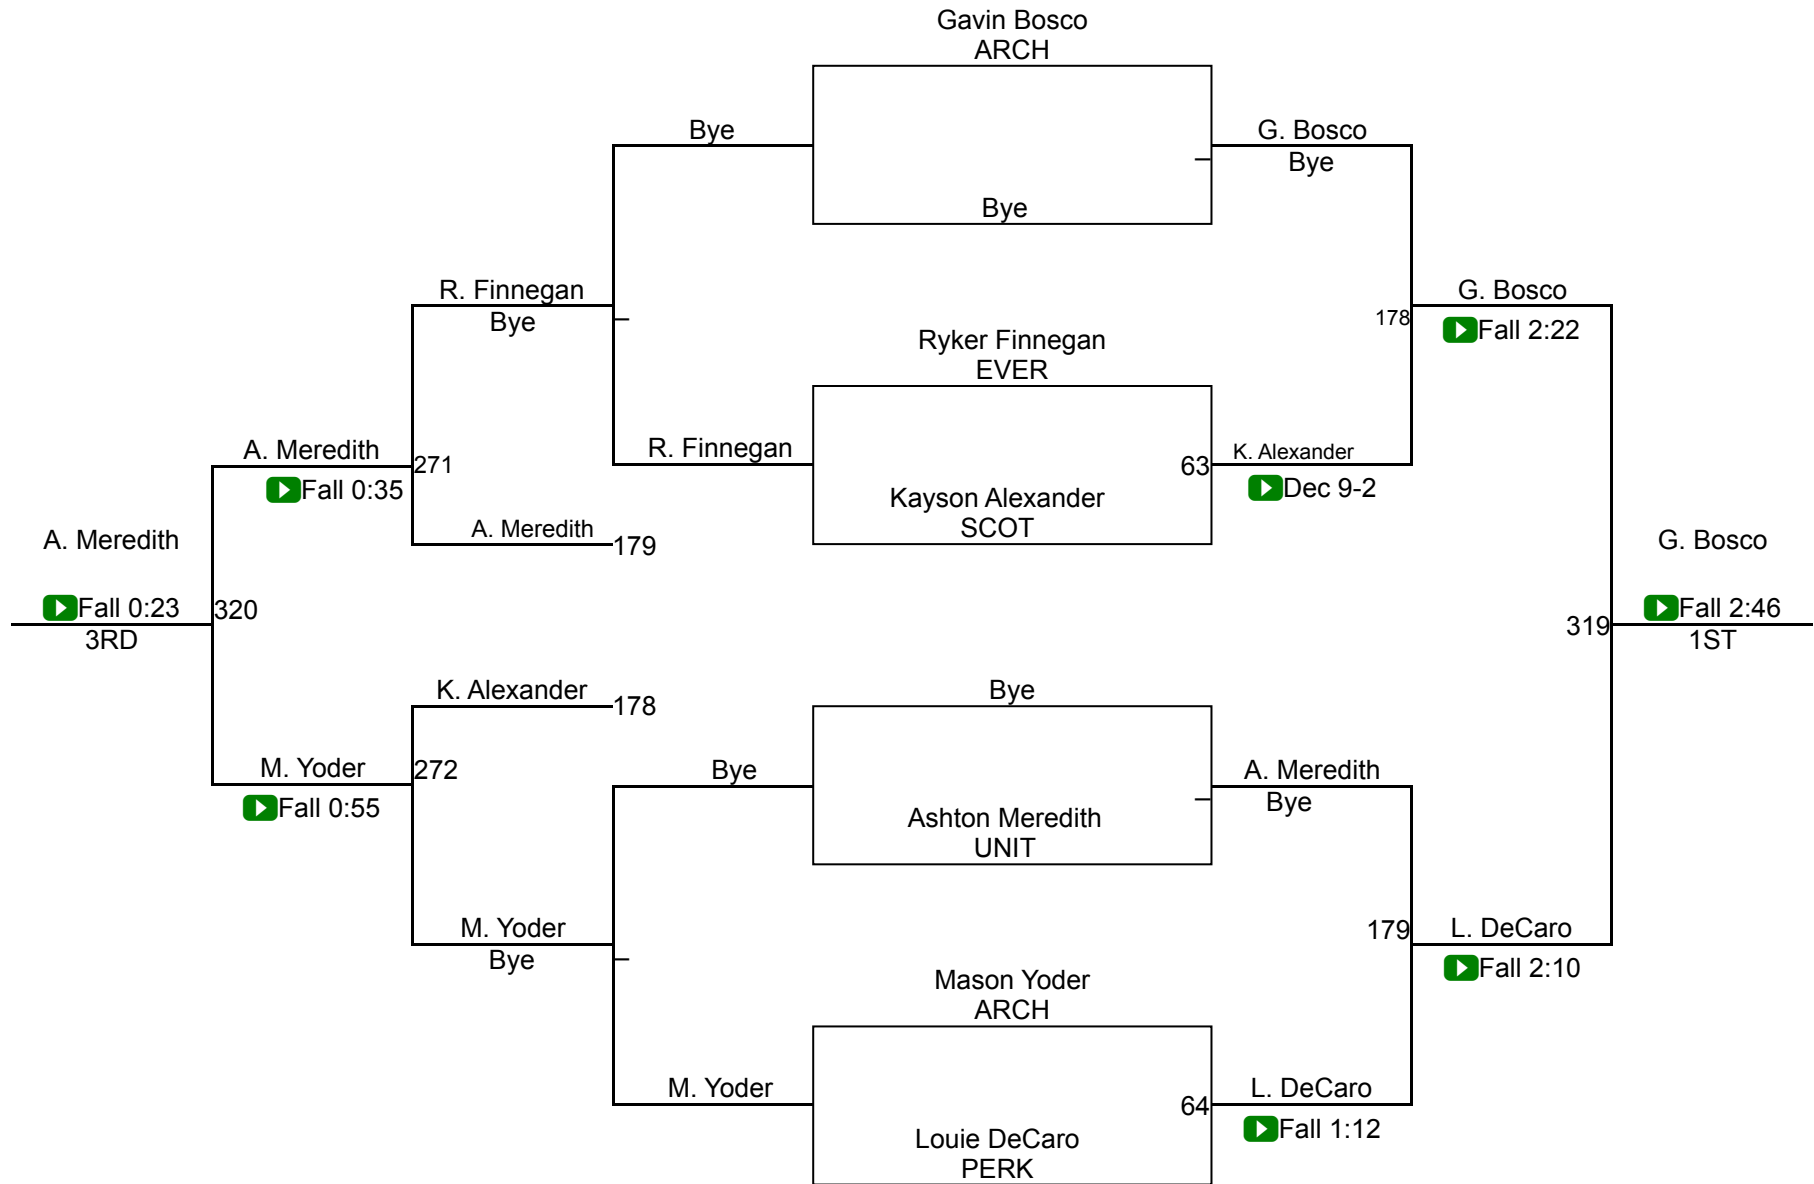 Gavin Bosco
ARCH
Bye
G. Bosco
Bye
Bye
R. Finnegan
Bye
G. Bosco
178
Fall 2:22
Ryker Finnegan
EVER
A. Meredith
271
Fall 0:35
R. Finnegan
63
K. Alexander
Dec 9-2
Kayson Alexander
SCOT
A. Meredith
179
A. Meredith
Fall 0:23
320
3RD
G. Bosco
319
Fall 2:46
1ST
K. Alexander
178
Bye
M. Yoder
272
Fall 0:55
Bye
A. Meredith
Bye
Ashton Meredith
UNIT
M. Yoder
Bye
179
L. DeCaro
Fall 2:10
Mason Yoder
ARCH
M. Yoder
64
L. DeCaro
Fall 1:12
Louie DeCaro
PERK